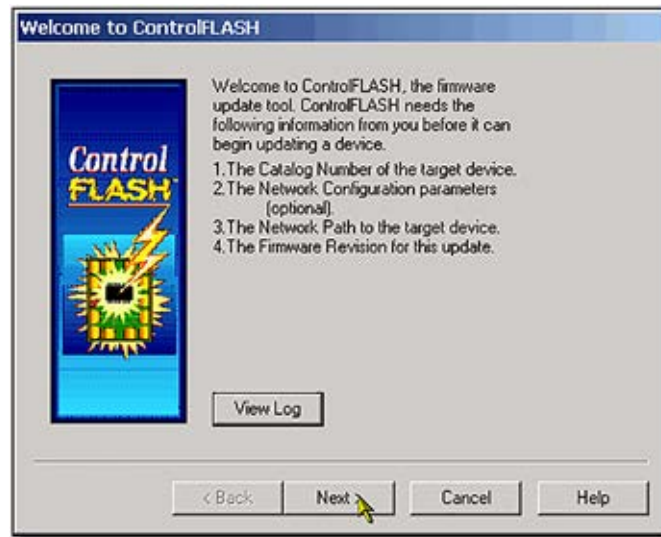 Welcome to ControlFLASH
Control
FLASH
Welcome to ControlFLASH, the firmware
update tool. ControlFLASH needs the
following information from you before it can
begin updating a device.
1.The Catalog Number of the target device.
2.The Network Configuration parameters
(optional).
3.The Network Path to the target device.
4.The Firmware Revision for this update.
View Log
< Back
Next >
Cancel
Help